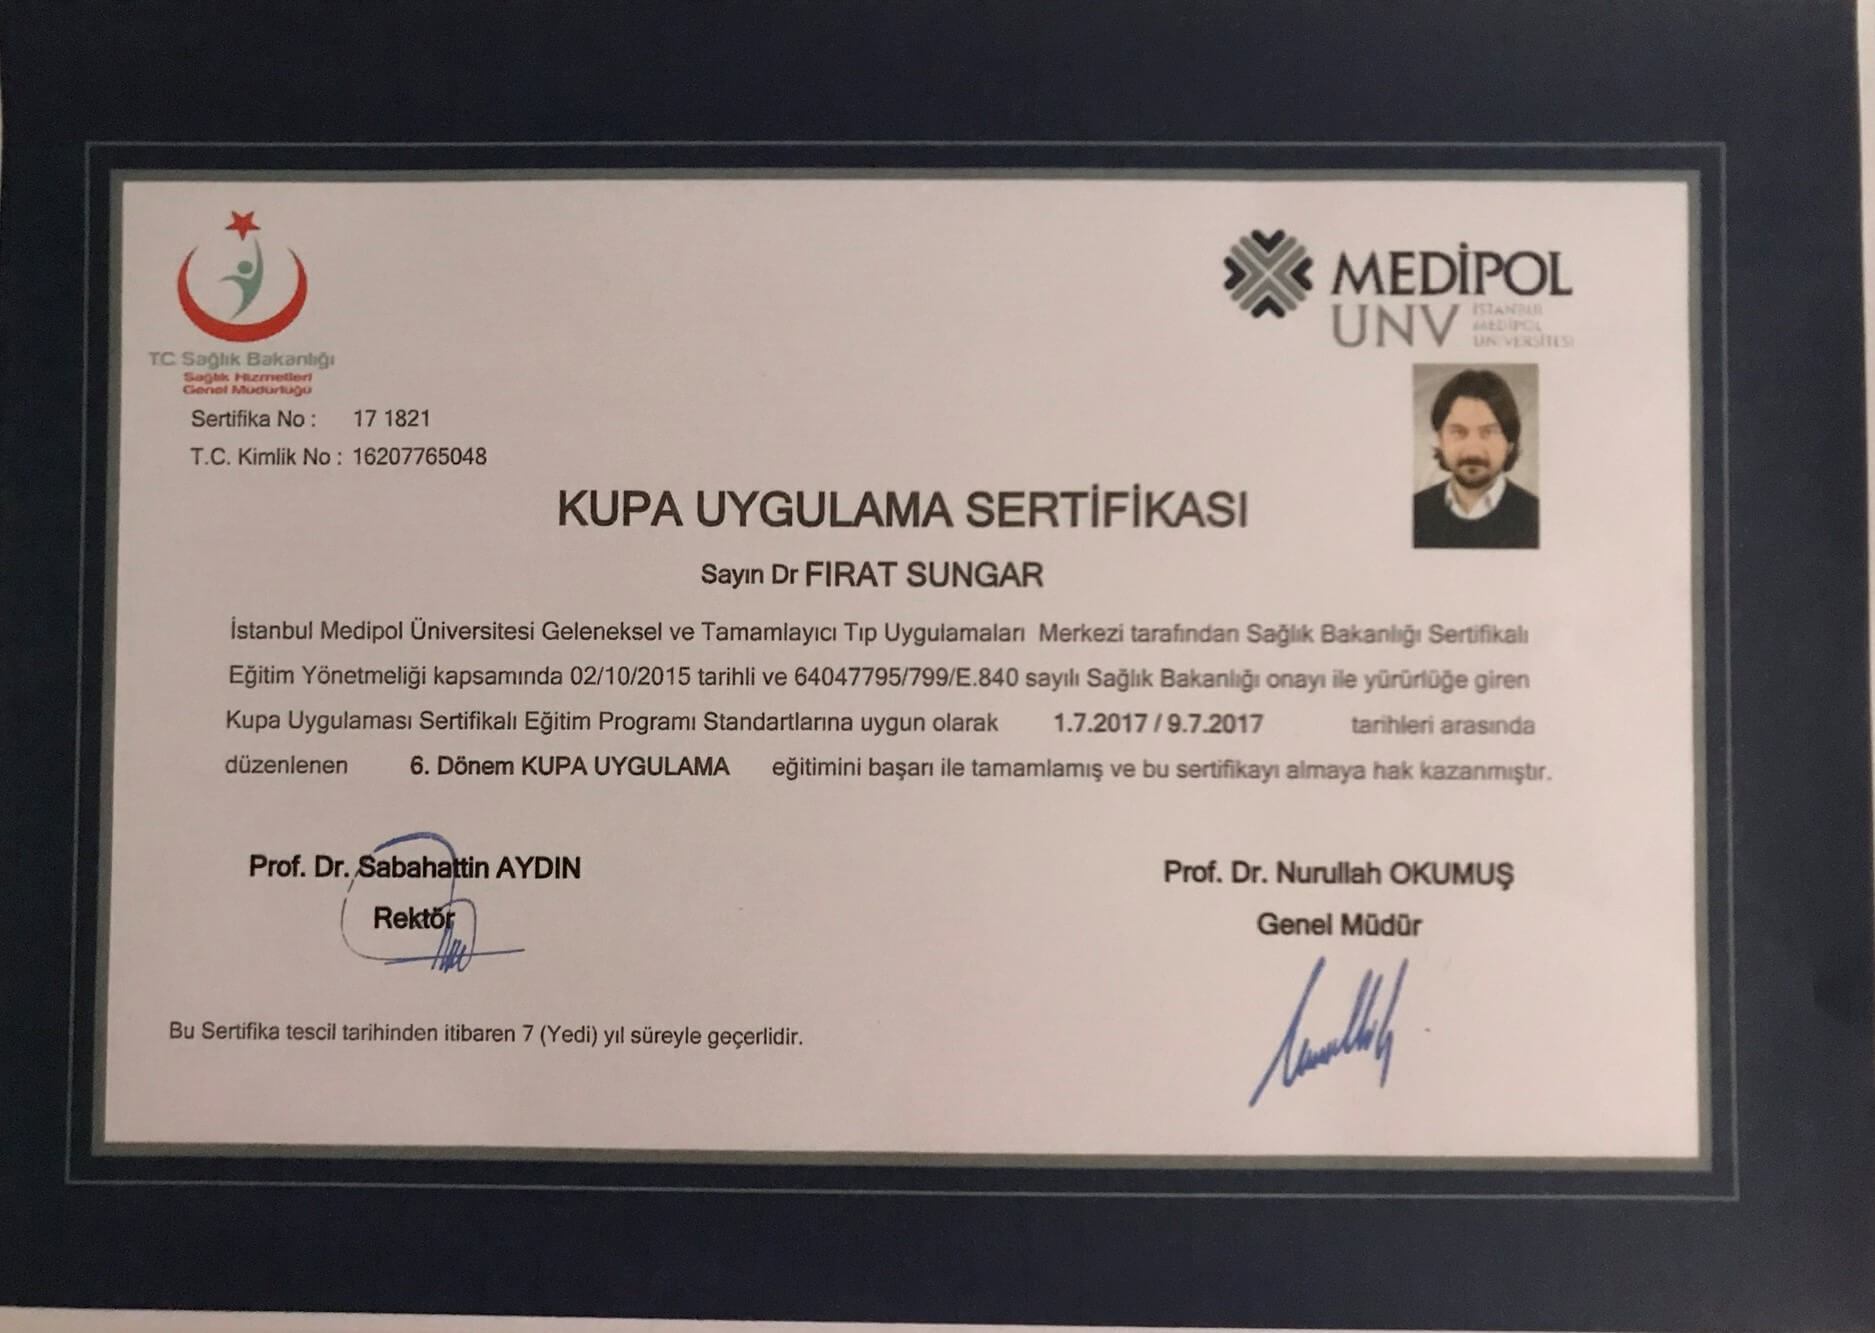 MEDİPOL
UNV
İSTANBUL
MEDİPOL
ÜNİVERSİTESİ
T.C. Sağlık Bakanlığı
Sağlık Hizmetleri
Genel Müdürlüğü
Sertifika No : 17 1821
T.C. Kimlik No : 16207765048
KUPA UYGULAMA SERTİFİKASI
Sayın Dr FIRAT SUNGAR
İstanbul Medipol Üniversitesi Geleneksel ve Tamamlayıcı Tıp Uygulamaları Merkezi tarafından Sağlık Bakanlığı Sertifikalı
Eğitim Yönetmeliği kapsamında 02/10/2015 tarihli ve 64047795/799/E.840 sayılı Sağlık Bakanlığı onayı ile yürürlüğe giren
Kupa Uygulaması Sertifikalı Eğitim Programı Standartlarına uygun olarak 1.7.2017 / 9.7.2017 tarihleri arasında
düzenlenen 6. Dönem KUPA UYGULAMA eğitimini başarı ile tamamlamış ve bu sertifikayı almaya hak kazanmıştır.
Prof. Dr. Sabahattin AYDIN
Rektör
Prof. Dr. Nurullah OKUMUŞ
Genel Müdür
Bu Sertifika tescil tarihinden itibaren 7 (Yedi) yıl süreyle geçerlidir.